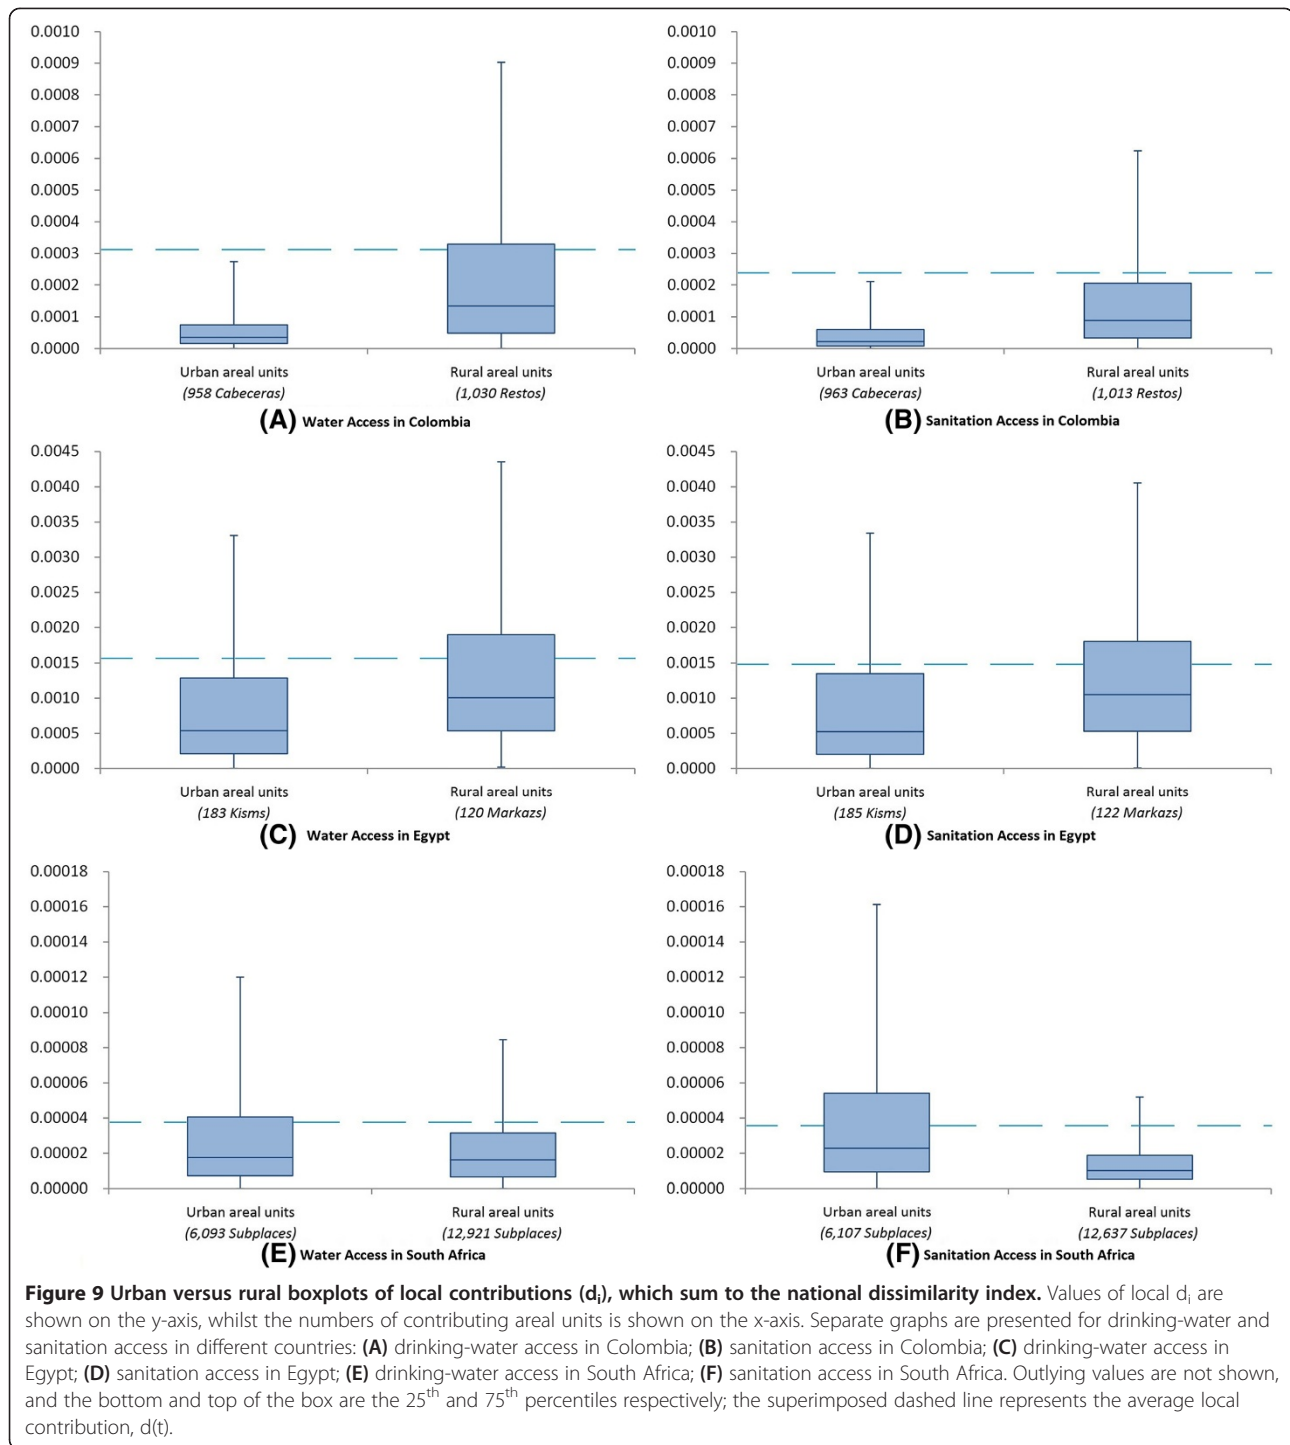 0.0010
0.0009
0.0008
0.0007
0.0006
0.0005
0.0004
0.0003
0.0002
0.0001
0.0000
Urban areal units
(958 Cabeceras)
Rural areal units
(1,030 Restos)
(A) Water Access in Colombia
0.0010
0.0009
0.0008
0.0007
0.0006
0.0005
0.0004
0.0003
0.0002
0.0001
0.0000
Urban areal units
(963 Cabeceras)
Rural areal units
(1,013 Restos)
(B) Sanitation Access in Colombia
0.0045
0.0040
0.0035
0.0030
0.0025
0.0020
0.0015
0.0010
0.0005
0.0000
Urban areal units
(183 Kisms)
Rural areal units
(120 Markazs)
(C) Water Access in Egypt
0.0045
0.0040
0.0035
0.0030
0.0025
0.0020
0.0015
0.0010
0.0005
0.0000
Urban areal units
(185 Kisms)
Rural areal units
(122 Markazs)
(D) Sanitation Access in Egypt
0.00018
0.00016
0.00014
0.00012
0.00010
0.00008
0.00006
0.00004
0.00002
0.00000
Urban areal units
(6,093 Subplaces)
Rural areal units
(12,921 Subplaces)
(E) Water Access in South Africa
0.00018
0.00016
0.00014
0.00012
0.00010
0.00008
0.00006
0.00004
0.00002
0.00000
Urban areal units
(6,107 Subplaces)
Rural areal units
(12,637 Subplaces)
(F) Sanitation Access in South Africa
Figure 9 Urban versus rural boxplots of local contributions (di), which sum to the national dissimilarity index. Values of local di are
shown on the y-axis, whilst the numbers of contributing areal units is shown on the x-axis. Separate graphs are presented for drinking-water and
sanitation access in different countries: (A) drinking-water access in Colombia; (B) sanitation access in Colombia; (C) drinking-water access in
Egypt; (D) sanitation access in Egypt; (E) drinking-water access in South Africa; (F) sanitation access in South Africa. Outlying values are not shown,
and the bottom and top of the box are the 25th and 75th percentiles respectively; the superimposed dashed line represents the average local
contribution, d(t).